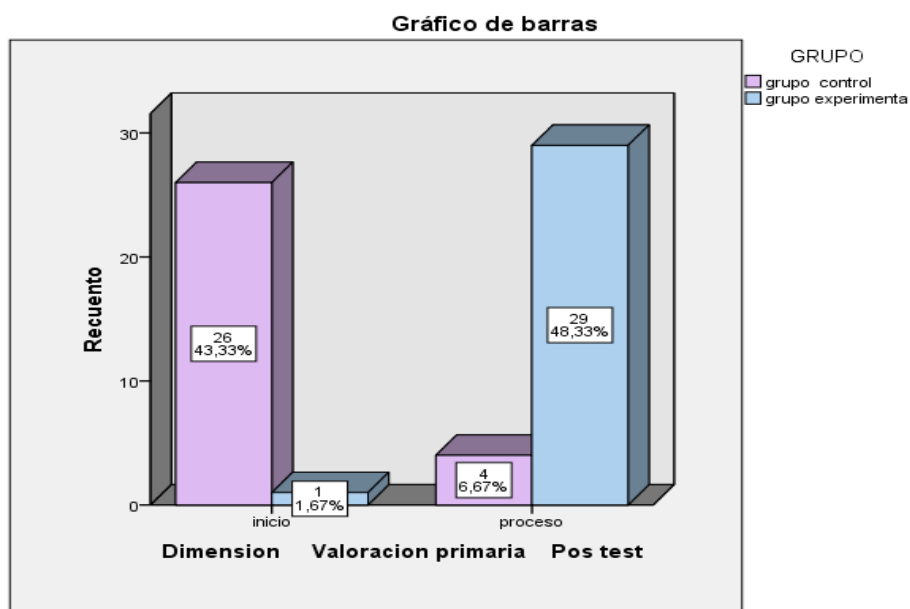 Gráfico de barras
GRUPO
grupo control
grupo experimenta
Recuento
30
20
10
0
26
43,33%
1
1,67%
4
6,67%
29
48,33%
inicio
proceso
Dimension Valoracion primaria Pos test